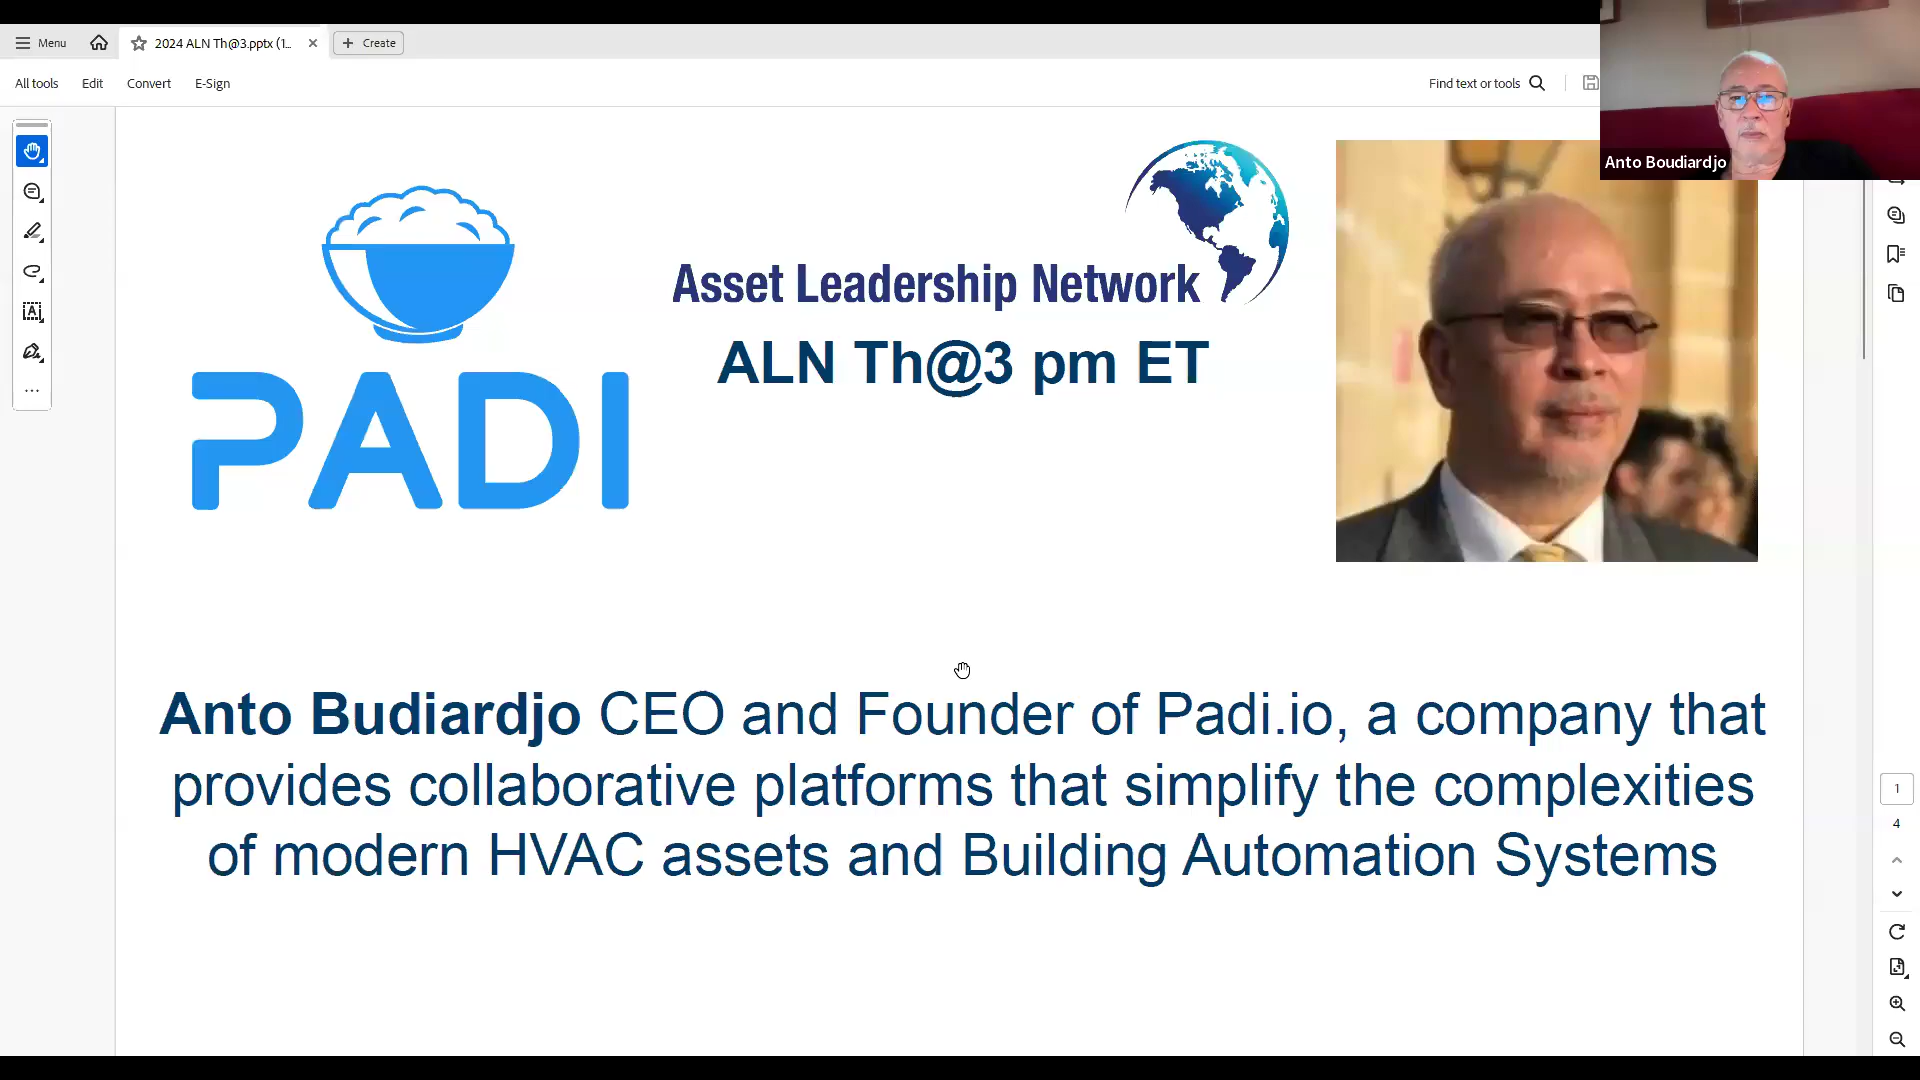 Menu
2024 ALN Th@3.pptx (1...
Create
All tools
Edit
Convert
E-Sign
Find text or tools
Anto Boudiardjo
PADI
Asset Leadership Network
ALN Th@3 pm ET
Anto Budiardjo CEO and Founder of Padi.io, a company that
provides collaborative platforms that simplify the complexities
of modern HVAC assets and Building Automation Systems
1
4